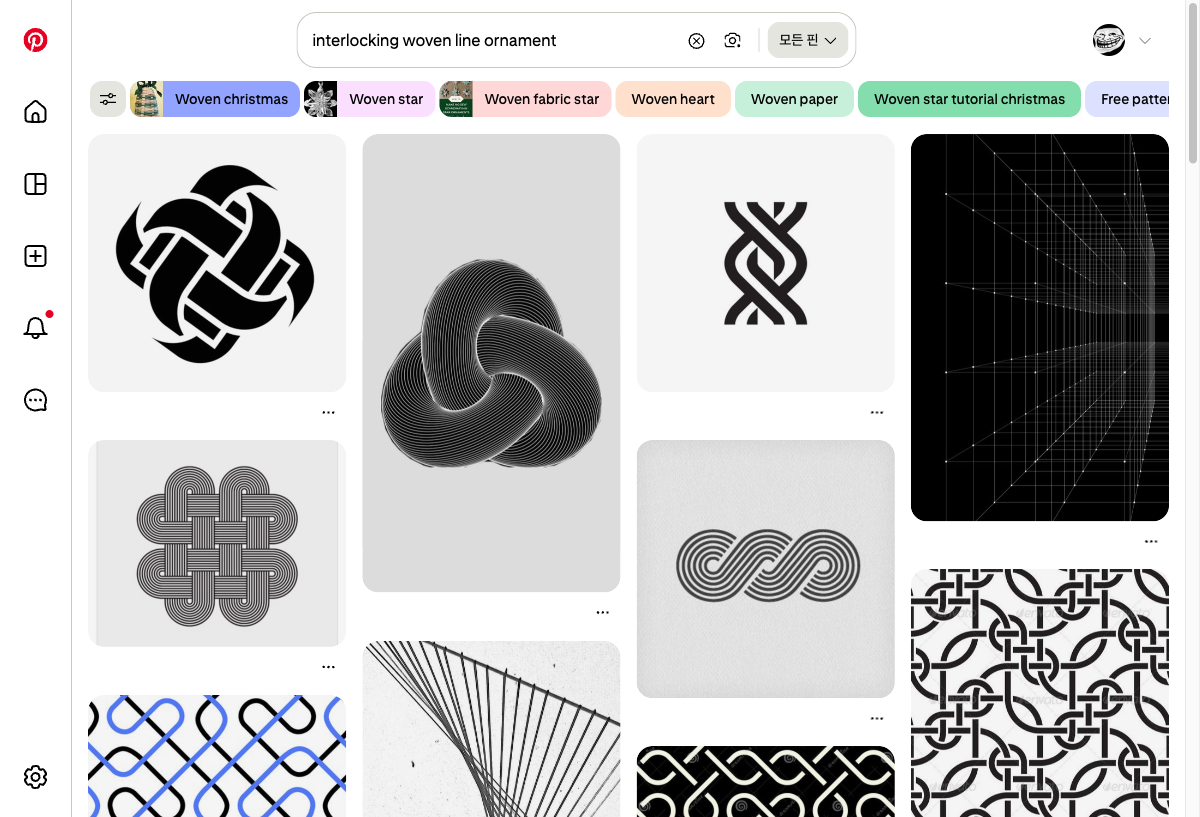 interlocking woven line ornament
모든 핀
Woven christmas
Woven star
Woven fabric star
Woven heart
Woven paper
Woven star tutorial christmas
Free patter